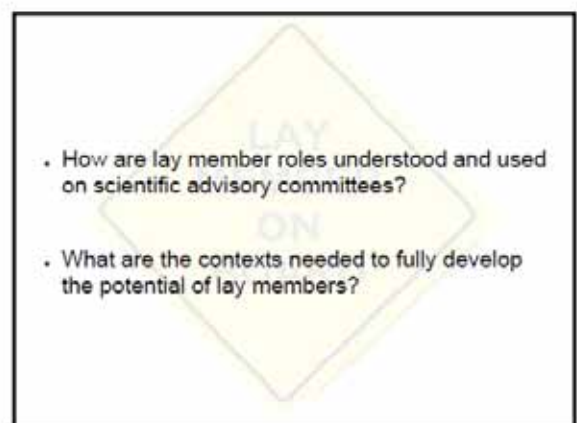 LAY
• How are lay member roles understood and used
on scientific advisory committees?
ON
• What are the contexts needed to fully develop
the potential of lay members?